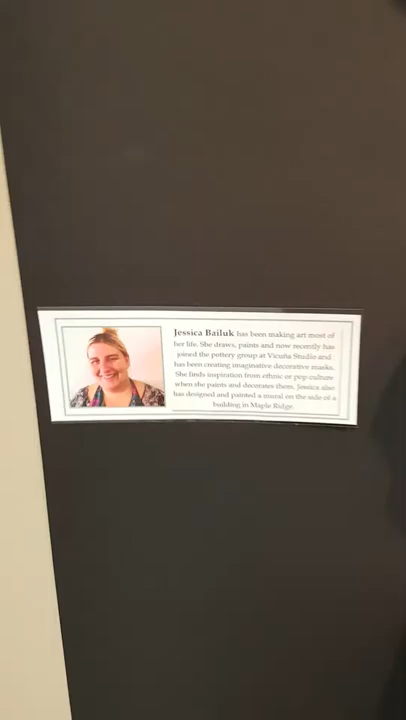 Jessica Bailuk has been making art most of
her life. She draws, paints and now recently has
joined the pottery group at Vicuña Studio and
has been creating imaginative decorative masks.
She finds inspiration from ethnic or pop culture
when she paints and decorates them. Jessica also
has designed and painted a mural on the side of a
building in Maple Ridge.